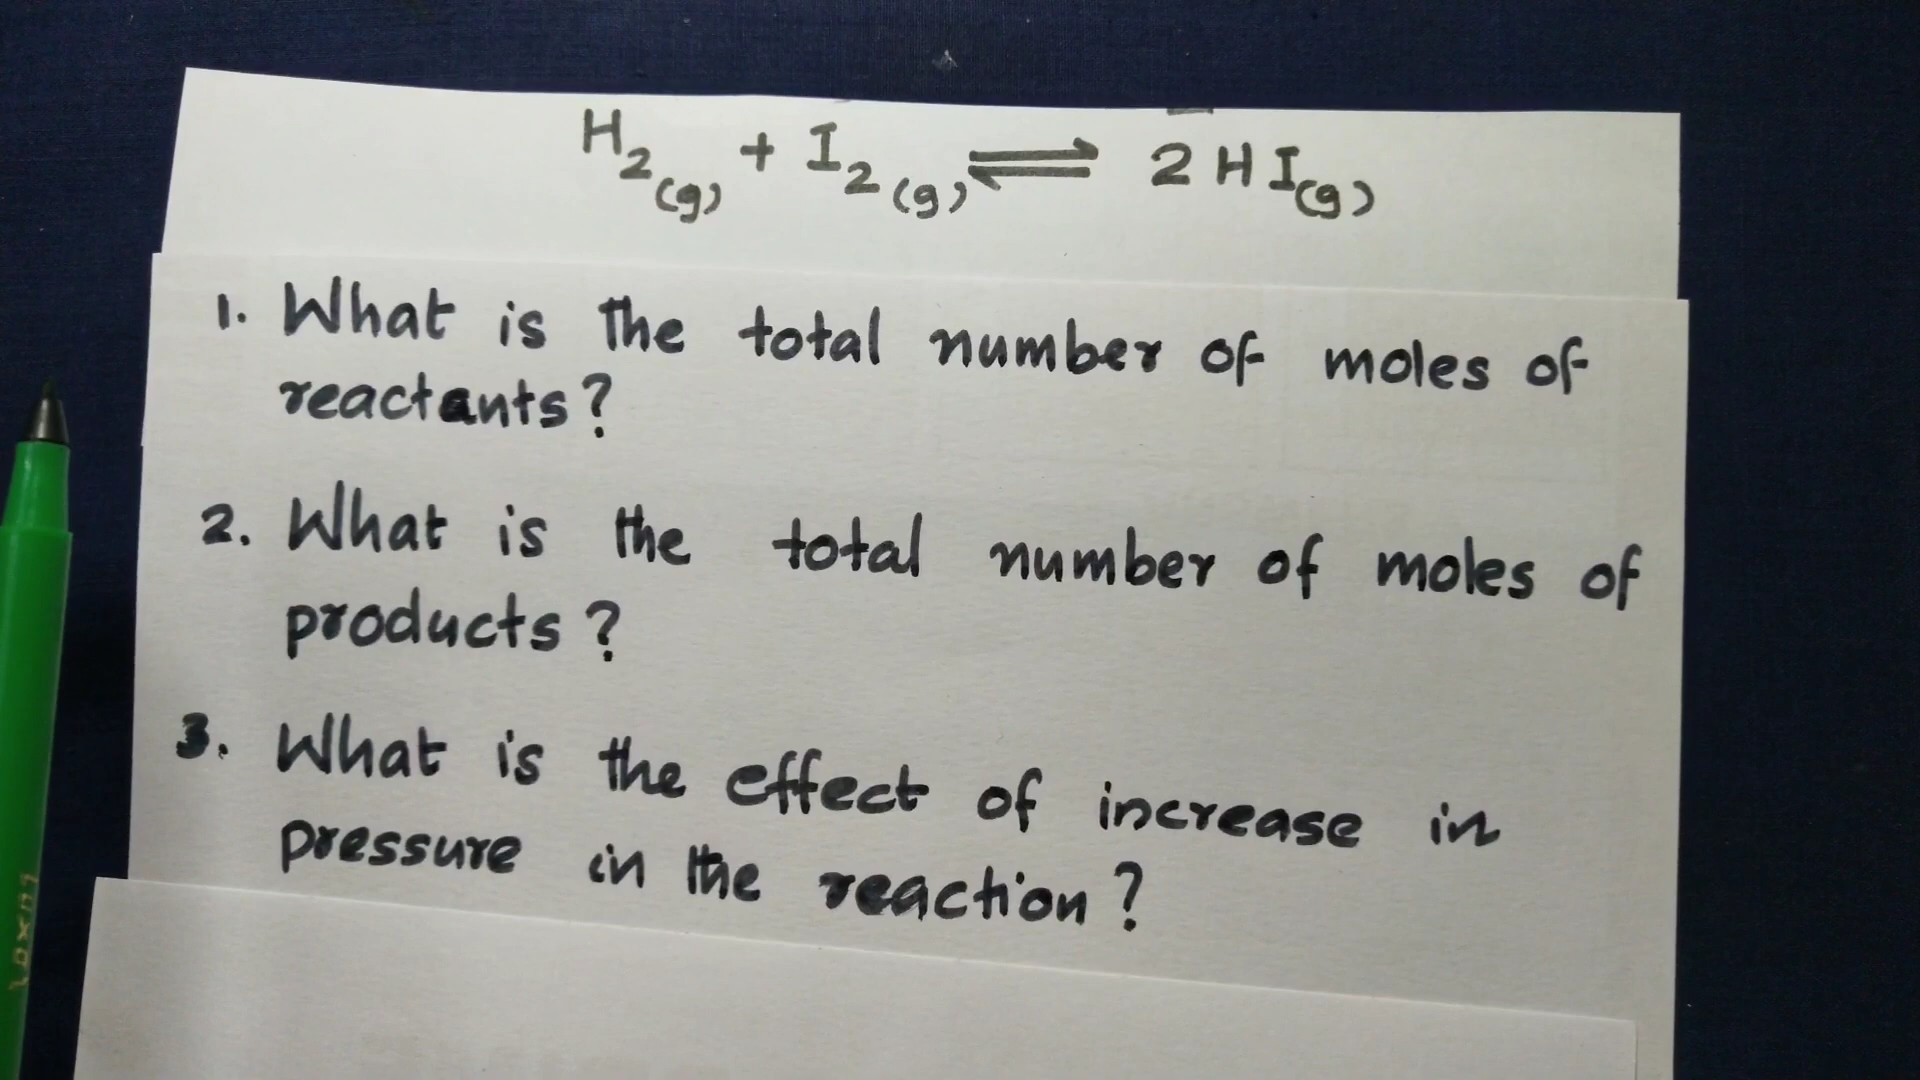 H₂(g) + I₂(g) ⇌ 2HI(g)
1. What is the total number of moles of
reactants?
2. What is the total number of moles of
products?
3. What is the effect of increase in
pressure in the reaction?